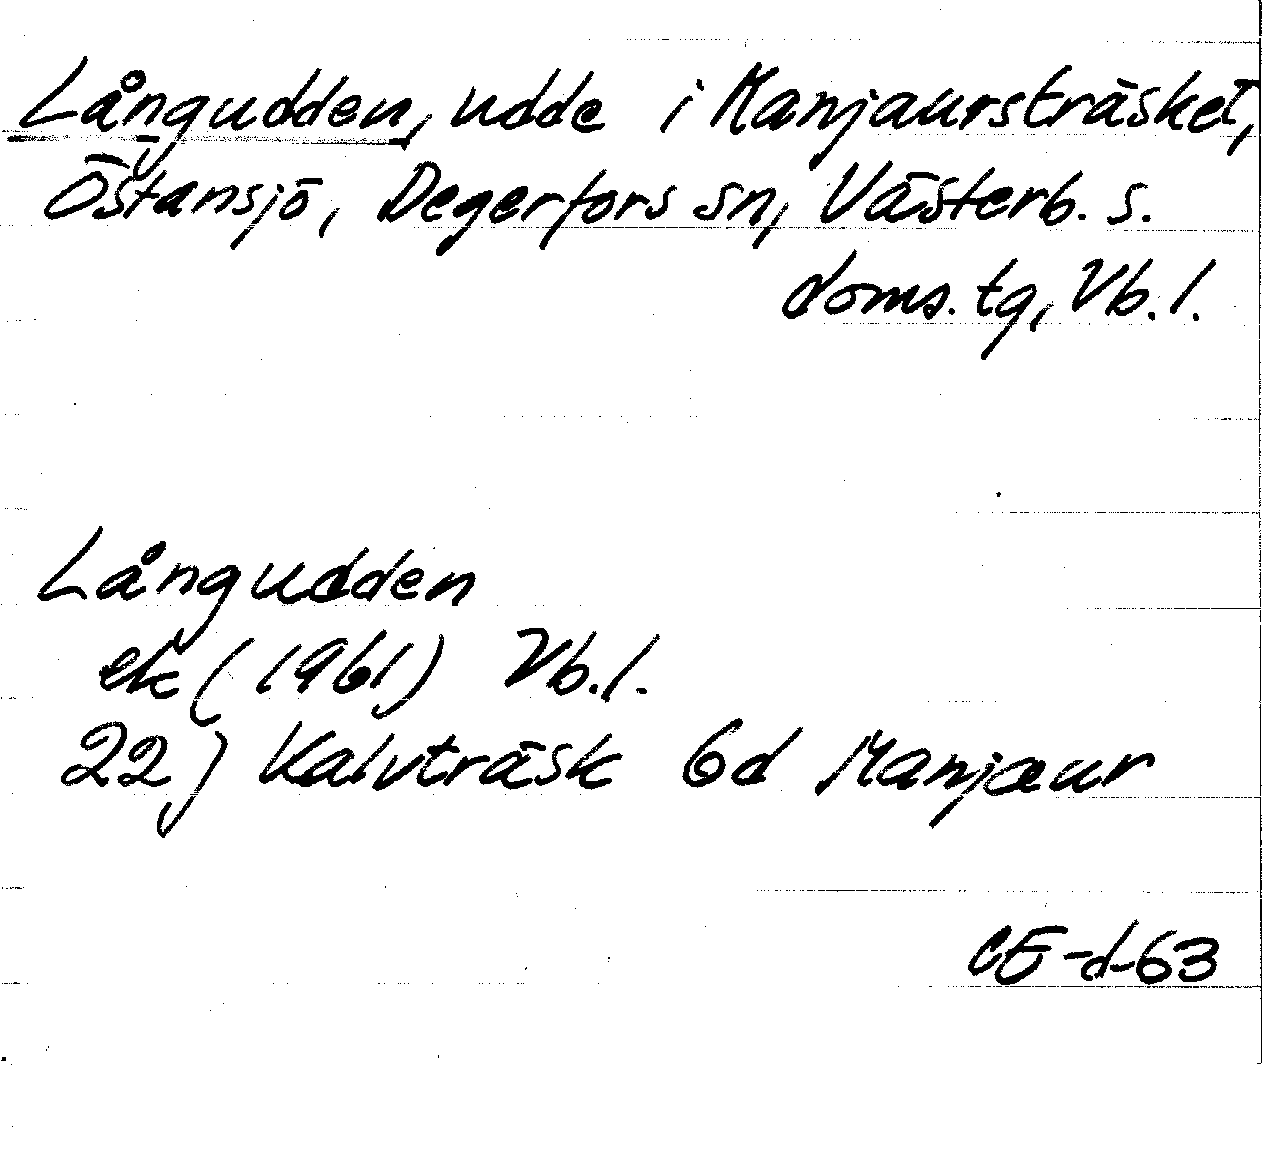 Långudden, udde i Manjaursträsket,
Östansjö, Degerfors sn, Västerb. s.
doms. tg, Vb. l.
Långudden
ek (1961) Vb. l.
22) Kalvträsk 6d Manjaur
CE-d-63